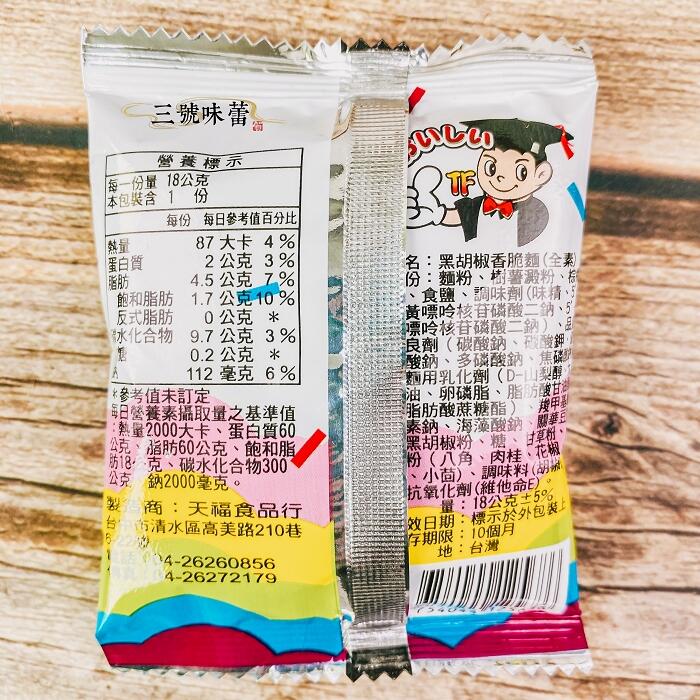 三號味蕾
營養標示
每一份量 18公克
本包裝含 1 份
每份 每日參考值百分比
熱量 87 大卡 4 %
蛋白質 2 公克 3 %
脂肪 4.5 公克 7 %
飽和脂肪 1.7 公克 10 %
反式脂肪 0 公克 *
水化合物 9.7 公克 3 %
糖 0.2 公克 *
鈉 112 毫克 6 %
*參考值未訂定
每日營養素攝取量之基準值
：熱量2000大卡、蛋白質60
公克、脂肪60公克、飽和脂
肪18公克、碳水化合物300
公克、鈉2000毫克。
製造商：天福食品行
台中市清水區高美路210巷
04-26260856
04-26272179
おいしい
TF
名：黑胡椒香脆麵(全素)
份：麵粉、樹薯澱粉、棕
、食鹽、調味劑(味精、
黃嘌呤核苷磷酸二鈉、
嘌呤核苷磷酸二鈉)、
良劑(碳酸鈉、碳酸鉀
酸鈉、多磷酸鈉、焦磷
麵用乳化劑(D-山梨醇
油、卵磷脂、脂肪酸甘油
脂肪酸蔗糖酯)
素鈉、海藻酸鈉
黑胡椒粉、糖、甘草粉
粉(八角、肉桂、花椒
、小茴)、調味料(胡椒
抗氧化劑(維他命E)。
量：18公克±5%
效日期：標示於外包裝上
存期限：10個月
地：台灣